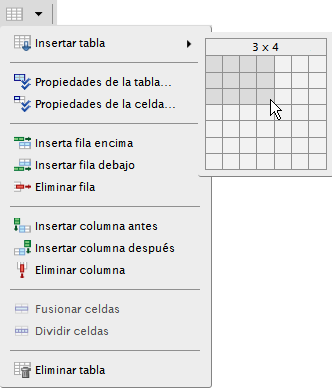 Insertar tabla
3 x 4
Propiedades de la tabla...
Propiedades de la celda...
Inserta fila encima
Insertar fila debajo
Eliminar fila
Insertar columna antes
Insertar columna después
Eliminar columna
Fusionar celdas
Dividir celdas
Eliminar tabla